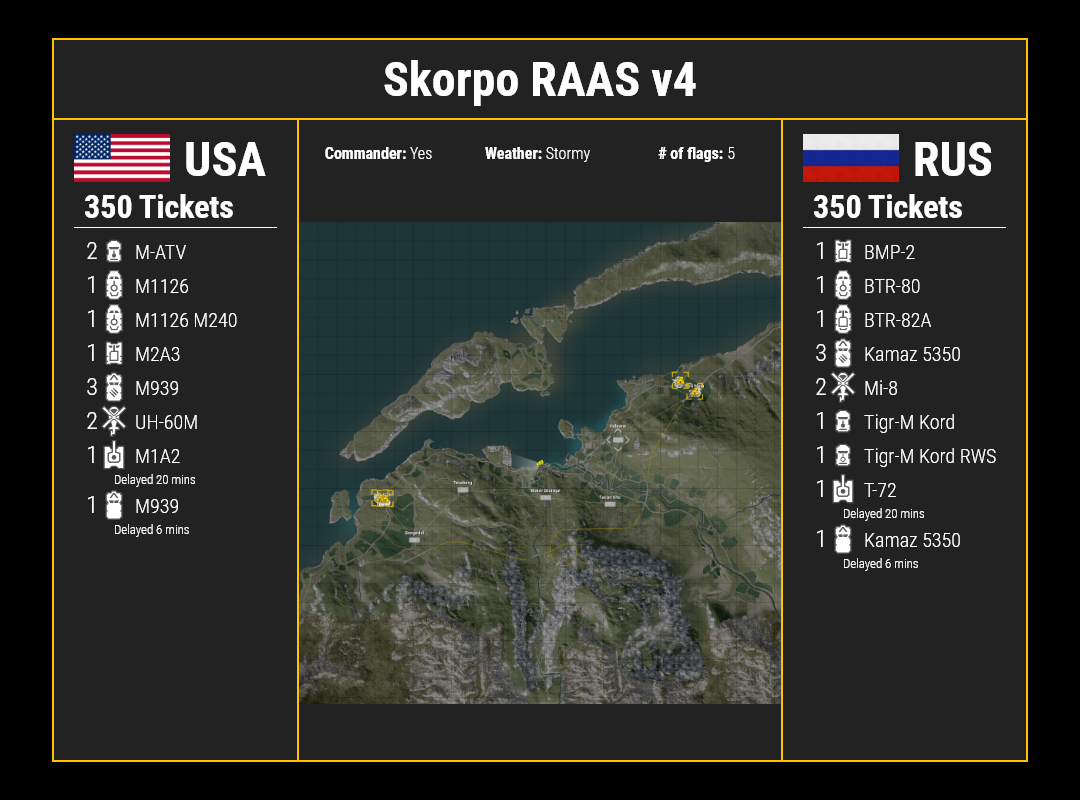 Skorpo RAAS v4
USA
350 Tickets
2 M-ATV
1 M1126
1 M1126 M240
1 M2A3
3 M939
2 UH-60M
1 M1A2
Delayed 20 mins
1 M939
Delayed 6 mins
Commander: Yes Weather: Stormy # of flags: 5
Water Storage
RUS
350 Tickets
1 BMP-2
1 BTR-80
1 BTR-82A
3 Kamaz 5350
2 Mi-8
1 Tigr-M Kord
1 Tigr-M Kord RWS
1 T-72
Delayed 20 mins
1 Kamaz 5350
Delayed 6 mins